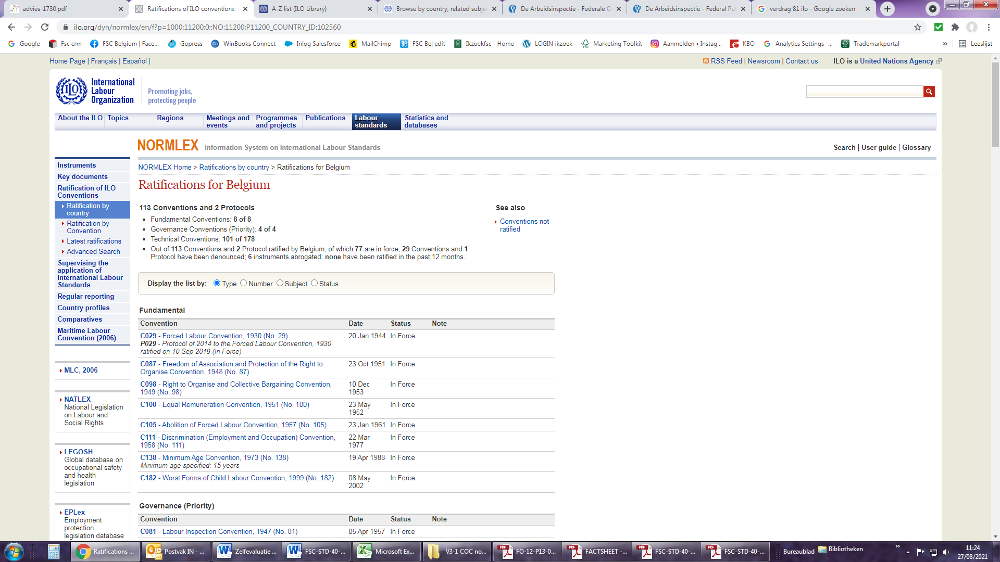 advies-1730.pdf
Ratifications of ILO conventions:
A-Z list (ILO Library)
Browse by country, related subje
De Arbeidsinspectie - Federale O
De Arbeidsinspectie - Federal Pu
verdrag 81 ilo - Google zoeken
ilo.org/dyn/normlex/en/f?p=1000:11200:0::NO:11200:P11200_COUNTRY_ID:102560
Google
Fsc crm
FSC Belgium | Face...
Gopress
WinBooks Connect
Inlog Salesforce
MailChimp
FSC Be| edit
Ikzoekfsc - Home
LOGIN ikzoek
Marketing Toolkit
Aanmelden • Instag...
KBO
Analytics Settings -...
Trademarkportal
»
Leeslijst
Home Page | Français | Español |
RSS Feed | Newsroom | Contact us
ILO is a United Nations Agency
International
Labour
Organization
Promoting jobs,
protecting people
About the ILO
Topics
Regions
Meetings and
events
Programmes
and projects
Publications
Labour
standards
Statistics and
databases
NORMLEX Information System on International Labour Standards
Search | User guide | Glossary
Instruments
Key documents
Ratification of ILO
Conventions
Ratification by
country
Ratification by
Convention
Latest ratifications
Advanced Search
Supervising the
application of
International Labour
Standards
Regular reporting
Country profiles
Comparatives
Maritime Labour
Convention (2006)
MLC, 2006
NATLEX
National Legislation
on Labour and
Social Rights
LEGOSH
Global database on
occupational safety
and health
legislation
EPLex
Employment
protection
legislation database
NORMLEX Home > Ratifications by country > Ratifications for Belgium
Ratifications for Belgium
113 Conventions and 2 Protocols
Fundamental Conventions: 8 of 8
Governance Conventions (Priority): 4 of 4
Technical Conventions: 101 of 178
Out of 113 Conventions and 2 Protocol ratified by Belgium, of which 77 are in force, 29 Conventions and 1
Protocol have been denounced; 6 instruments abrogated; none have been ratified in the past 12 months.
See also
Conventions not
ratified
Display the list by: Type Number Subject Status
Fundamental
Convention Date Status Note
C029 - Forced Labour Convention, 1930 (No. 29) 20 Jan 1944 In Force
P029 - Protocol of 2014 to the Forced Labour Convention, 1930
ratified on 10 Sep 2019 (In Force)
C087 - Freedom of Association and Protection of the Right to 23 Oct 1951 In Force
Organise Convention, 1948 (No. 87)
C098 - Right to Organise and Collective Bargaining Convention, 10 Dec In Force
1949 (No. 98) 1953
C100 - Equal Remuneration Convention, 1951 (No. 100) 23 May In Force
1952
C105 - Abolition of Forced Labour Convention, 1957 (No. 105) 23 Jan 1961 In Force
C111 - Discrimination (Employment and Occupation) Convention, 22 Mar In Force
1958 (No. 111) 1977
C138 - Minimum Age Convention, 1973 (No. 138) 19 Apr 1988 In Force
Minimum age specified: 15 years
C182 - Worst Forms of Child Labour Convention, 1999 (No. 182) 08 May In Force
2002
Governance (Priority)
Convention Date Status Note
C081 - Labour Inspection Convention, 1947 (No. 81) 05 Apr 1957 In Force
Ratifications ...
Postvak IN - ...
Zelfevaluatie ...
FSC-STD-40-...
Microsoft Ex...
V3-1 COC no...
FO-12-P13-0...
FACTSHEET -...
FSC-STD-40-...
FSC-STD-40-...
Bureaublad
Bibliotheken
»
11:24
27/08/2021